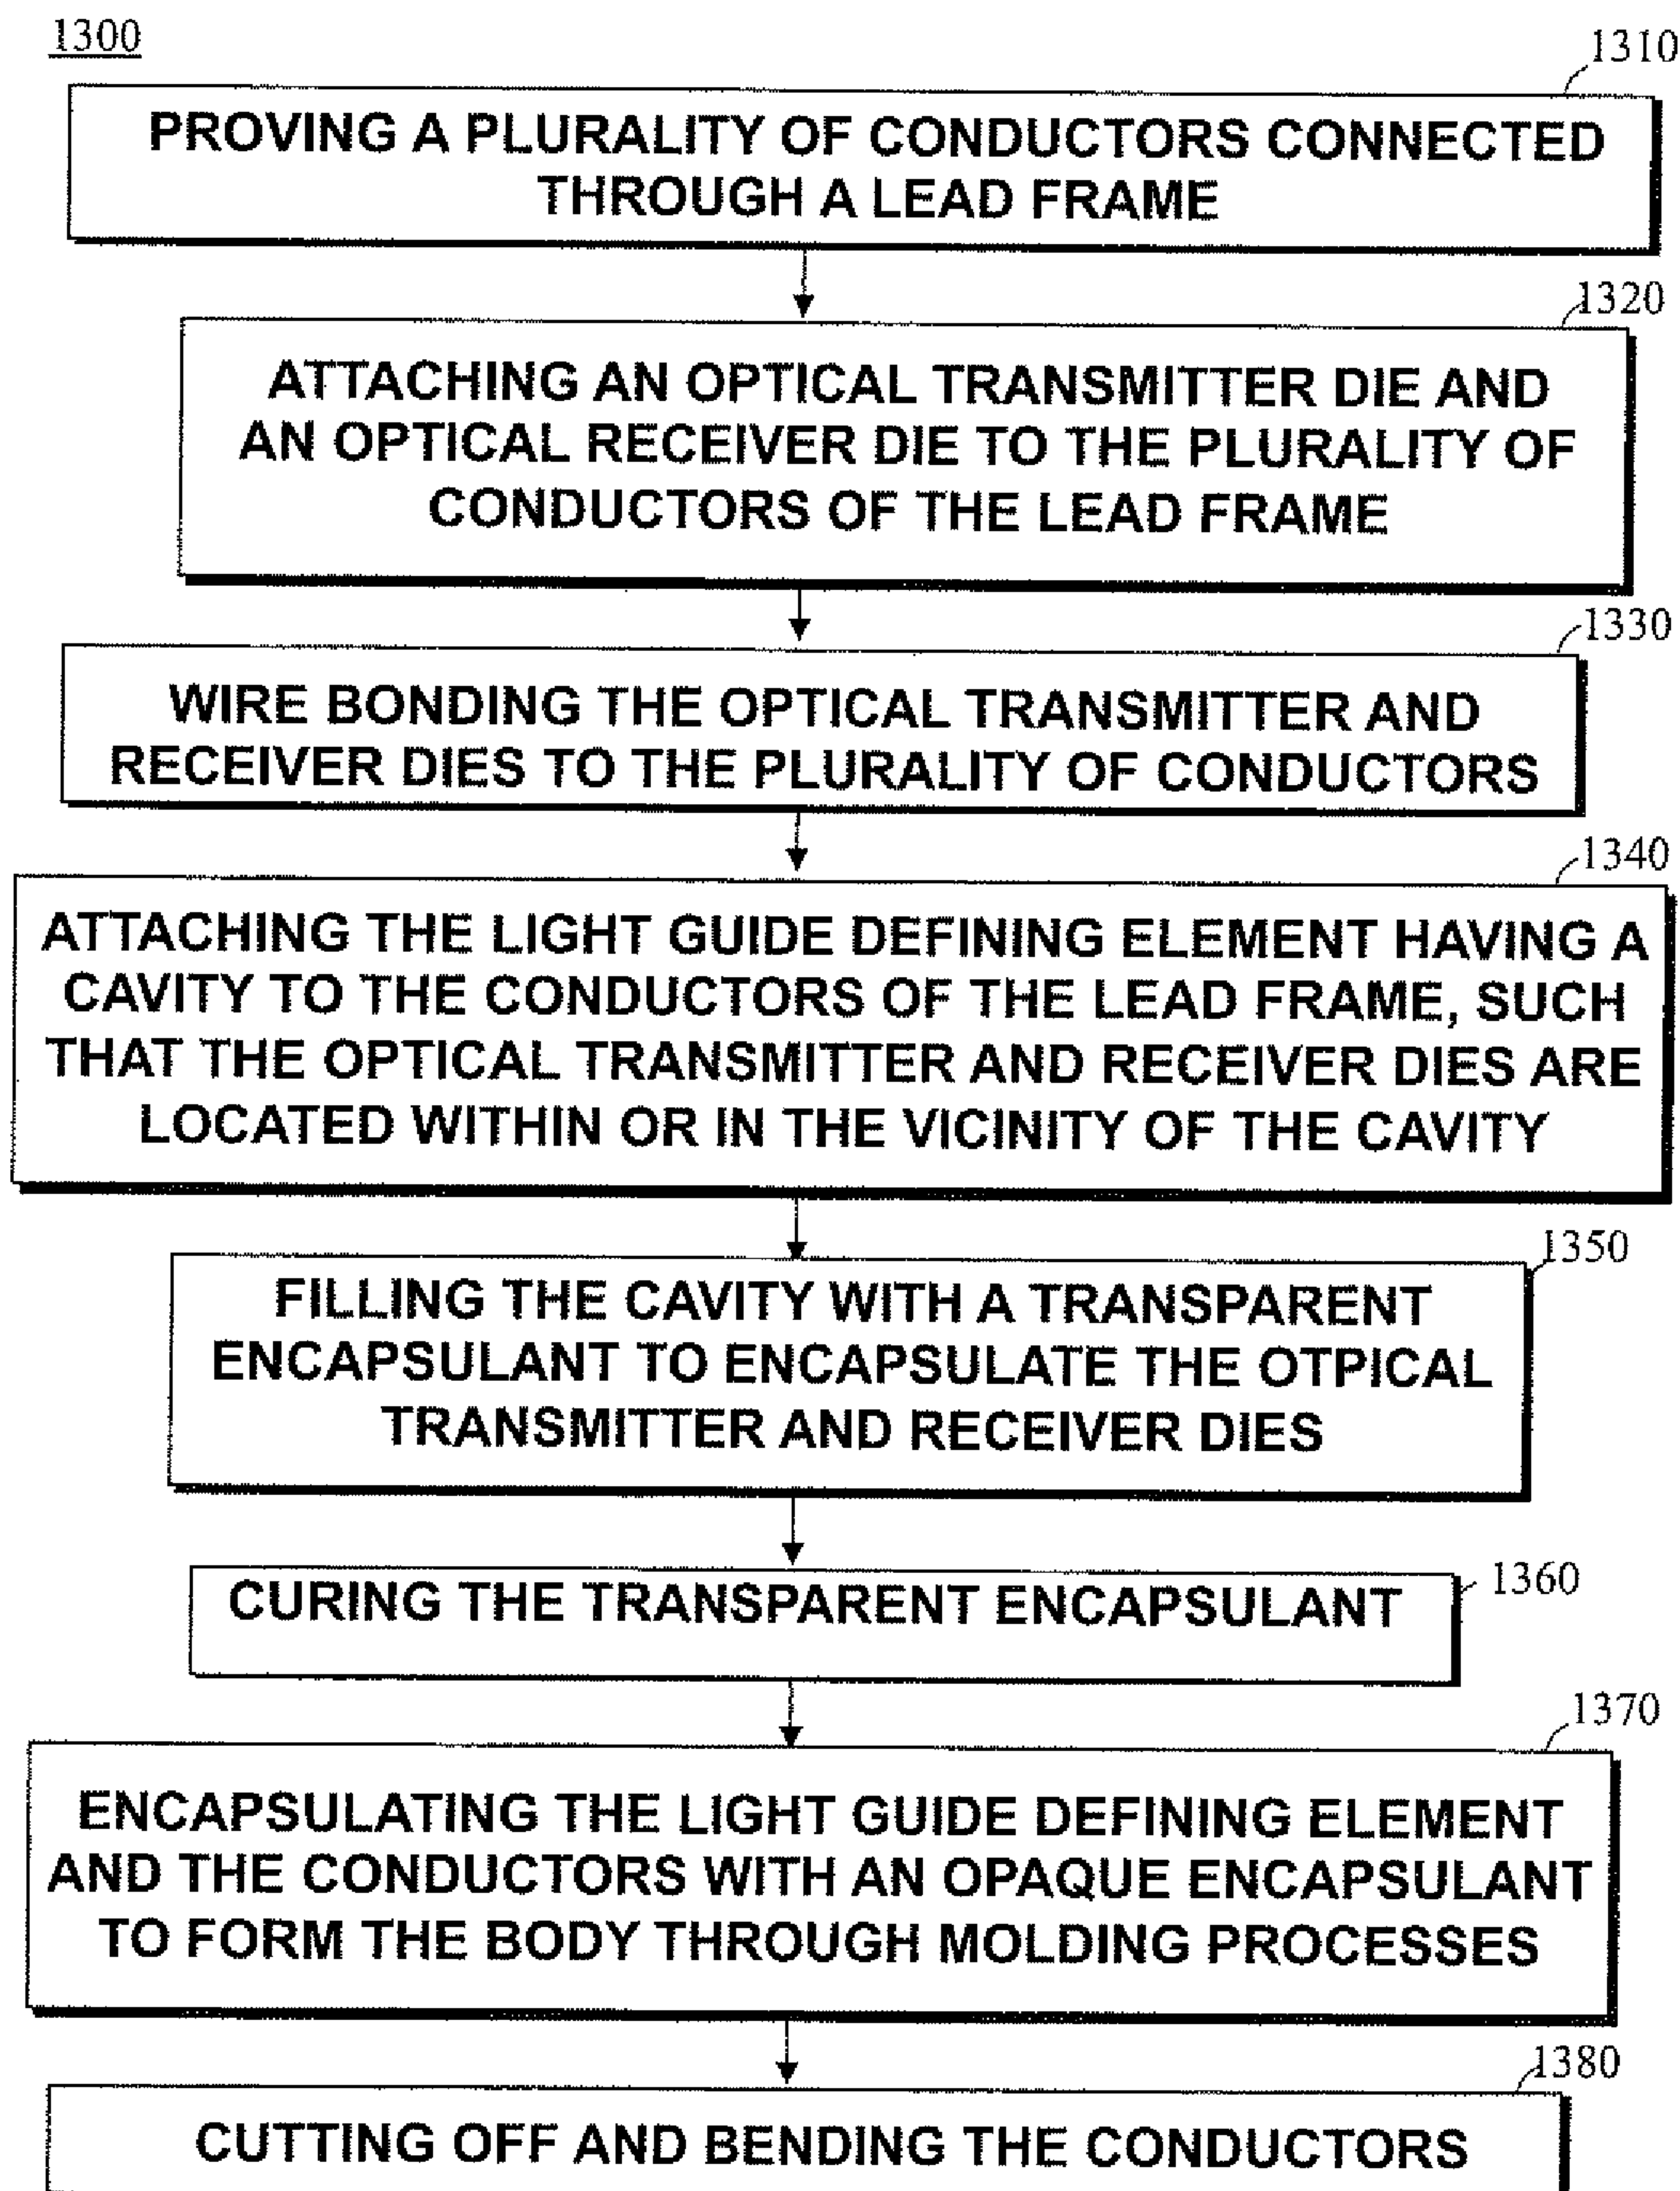 1300
1310
PROVING A PLURALITY OF CONDUCTORS CONNECTED
THROUGH A LEAD FRAME
1320
ATTACHING AN OPTICAL TRANSMITTER DIE AND
AN OPTICAL RECEIVER DIE TO THE PLURALITY OF
CONDUCTORS OF THE LEAD FRAME
1330
WIRE BONDING THE OPTICAL TRANSMITTER AND
RECEIVER DIES TO THE PLURALITY OF CONDUCTORS
1340
ATTACHING THE LIGHT GUIDE DEFINING ELEMENT HAVING A
CAVITY TO THE CONDUCTORS OF THE LEAD FRAME, SUCH
THAT THE OPTICAL TRANSMITTER AND RECEIVER DIES ARE
LOCATED WITHIN OR IN THE VICINITY OF THE CAVITY
1350
FILLING THE CAVITY WITH A TRANSPARENT
ENCAPSULANT TO ENCAPSULATE THE OTPICAL
TRANSMITTER AND RECEIVER DIES
1360
CURING THE TRANSPARENT ENCAPSULANT
1370
ENCAPSULATING THE LIGHT GUIDE DEFINING ELEMENT
AND THE CONDUCTORS WITH AN OPAQUE ENCAPSULANT
TO FORM THE BODY THROUGH MOLDING PROCESSES
1380
CUTTING OFF AND BENDING THE CONDUCTORS